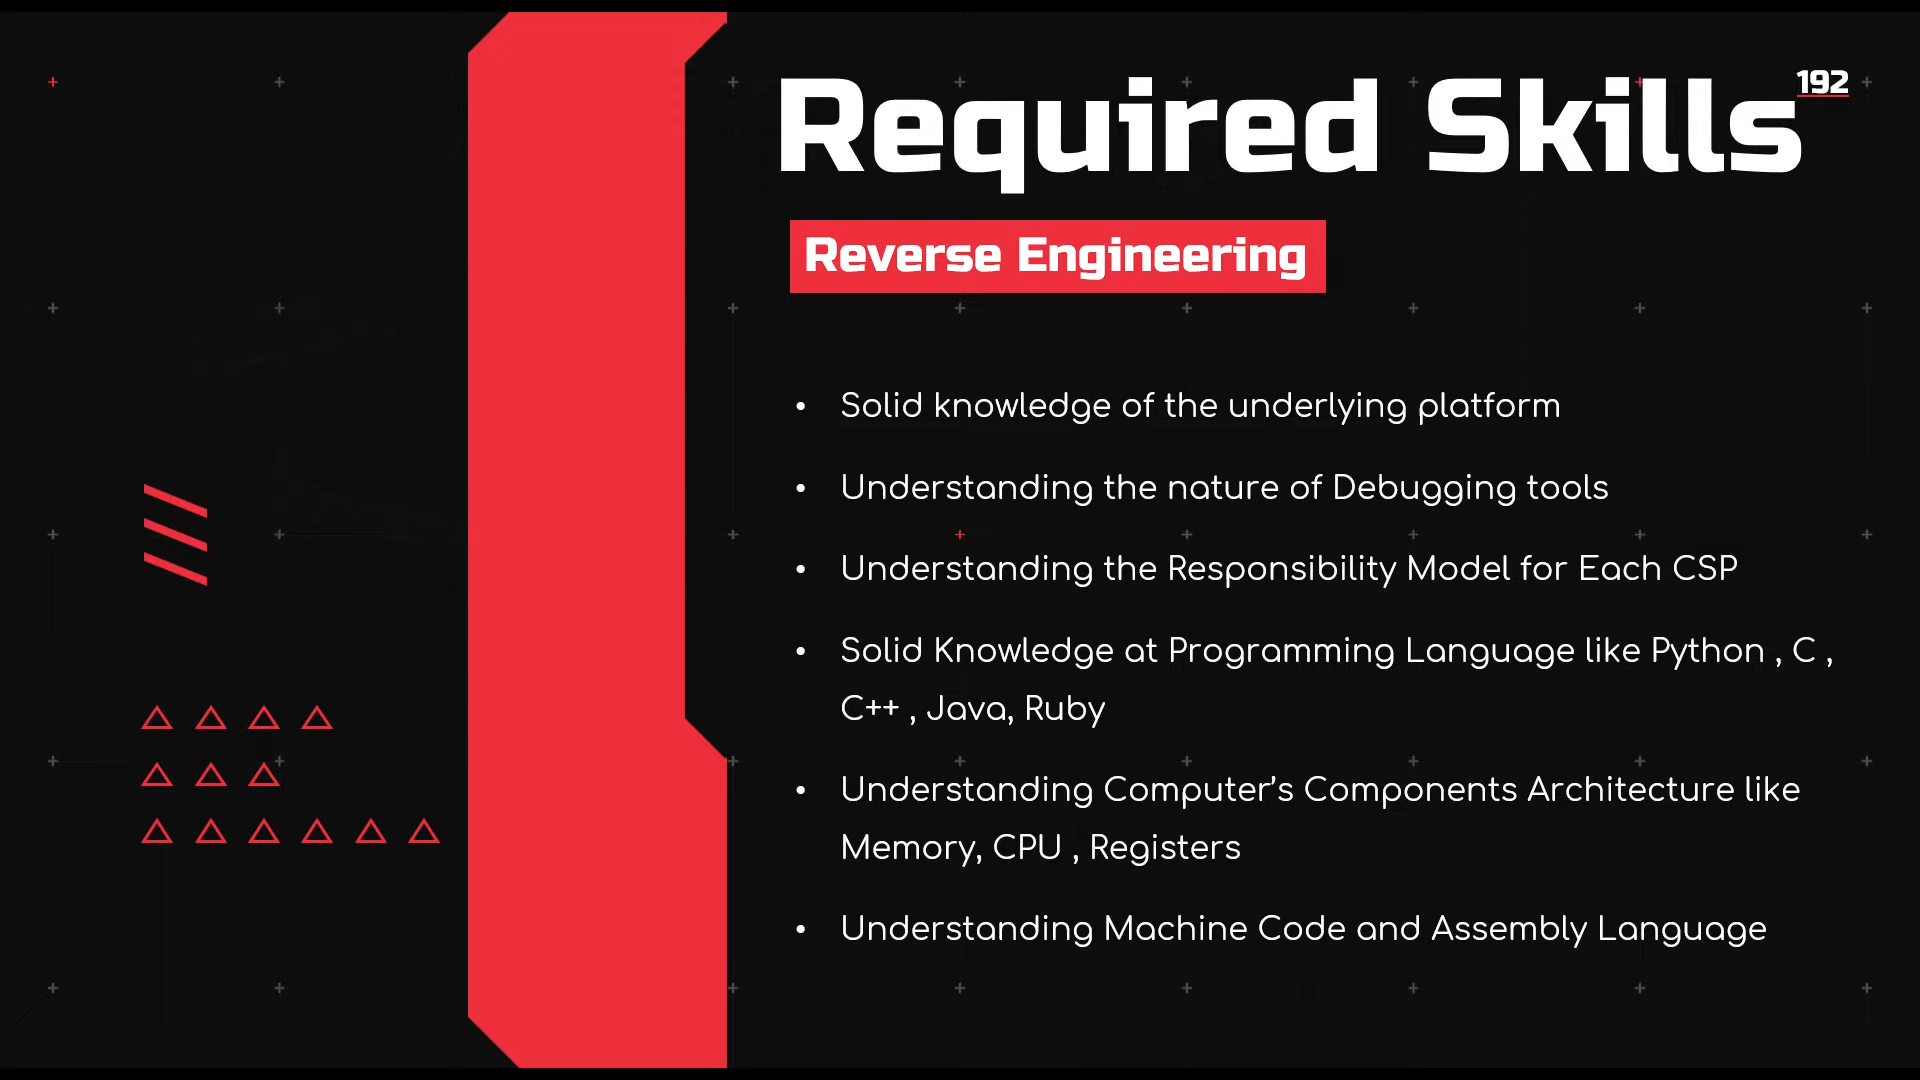 Required Skills
192
Reverse Engineering
• Solid knowledge of the underlying platform
• Understanding the nature of Debugging tools
• Understanding the Responsibility Model for Each CSP
• Solid Knowledge at Programming Language like Python , C ,
C++ , Java, Ruby
• Understanding Computer’s Components Architecture like
Memory, CPU , Registers
• Understanding Machine Code and Assembly Language